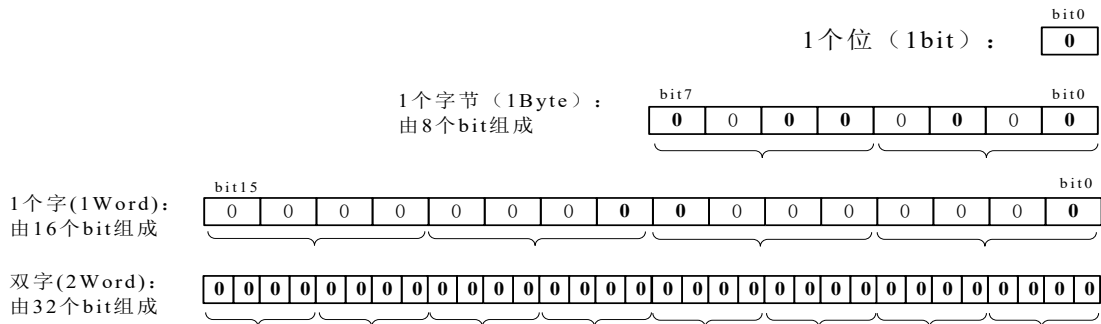 bit0
1个位（1bit）： 0
1个字节（1Byte）： bit7 bit0
由8个bit组成 0 0 0 0 0 0 0 0
bit15 bit0
1个字(1Word): 0 0 0 0 0 0 0 0 0 0 0 0 0 0 0 0
由16个bit组成
双字(2Word): 0 0 0 0 0 0 0 0 0 0 0 0 0 0 0 0 0 0 0 0 0 0 0 0 0 0 0 0 0 0 0 0
由32个bit组成